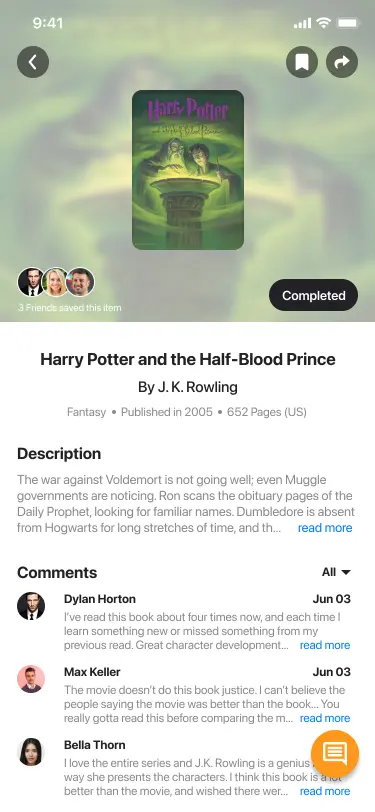 9:41
Harry Potter
and the Half-Blood Prince
3 Friends saved this item
Completed
Harry Potter and the Half-Blood Prince
By J. K. Rowling
Fantasy • Published in 2005 • 652 Pages (US)
Description
The war against Voldemort is not going well; even Muggle
governments are noticing. Ron scans the obituary pages of the
Daily Prophet, looking for familiar names. Dumbledore is absent
from Hogwarts for long stretches of time, and th... read more
Comments All
Dylan Horton Jun 03
I've read this book about four times now, and each time I
learn something new or missed something from my
previous read. Great character development... read more
Max Keller Jun 03
The movie doesn't do this book justice. I can't believe the
people saying the movie was better than the book... You
really gotta read this before comparing the m... read more
Bella Thorn
I love the entire series and J.K. Rowling is a genius
way she presents the characters. I think this book is a lot
better than the movie, and wished there wer... read more